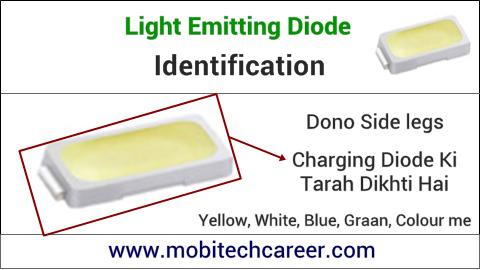 Light Emitting Diode
Identification
Dono Side legs
Charging Diode Ki
Tarah Dikhti Hai
Yellow, White, Blue, Graan, Colour me
www.mobitechcareer.com